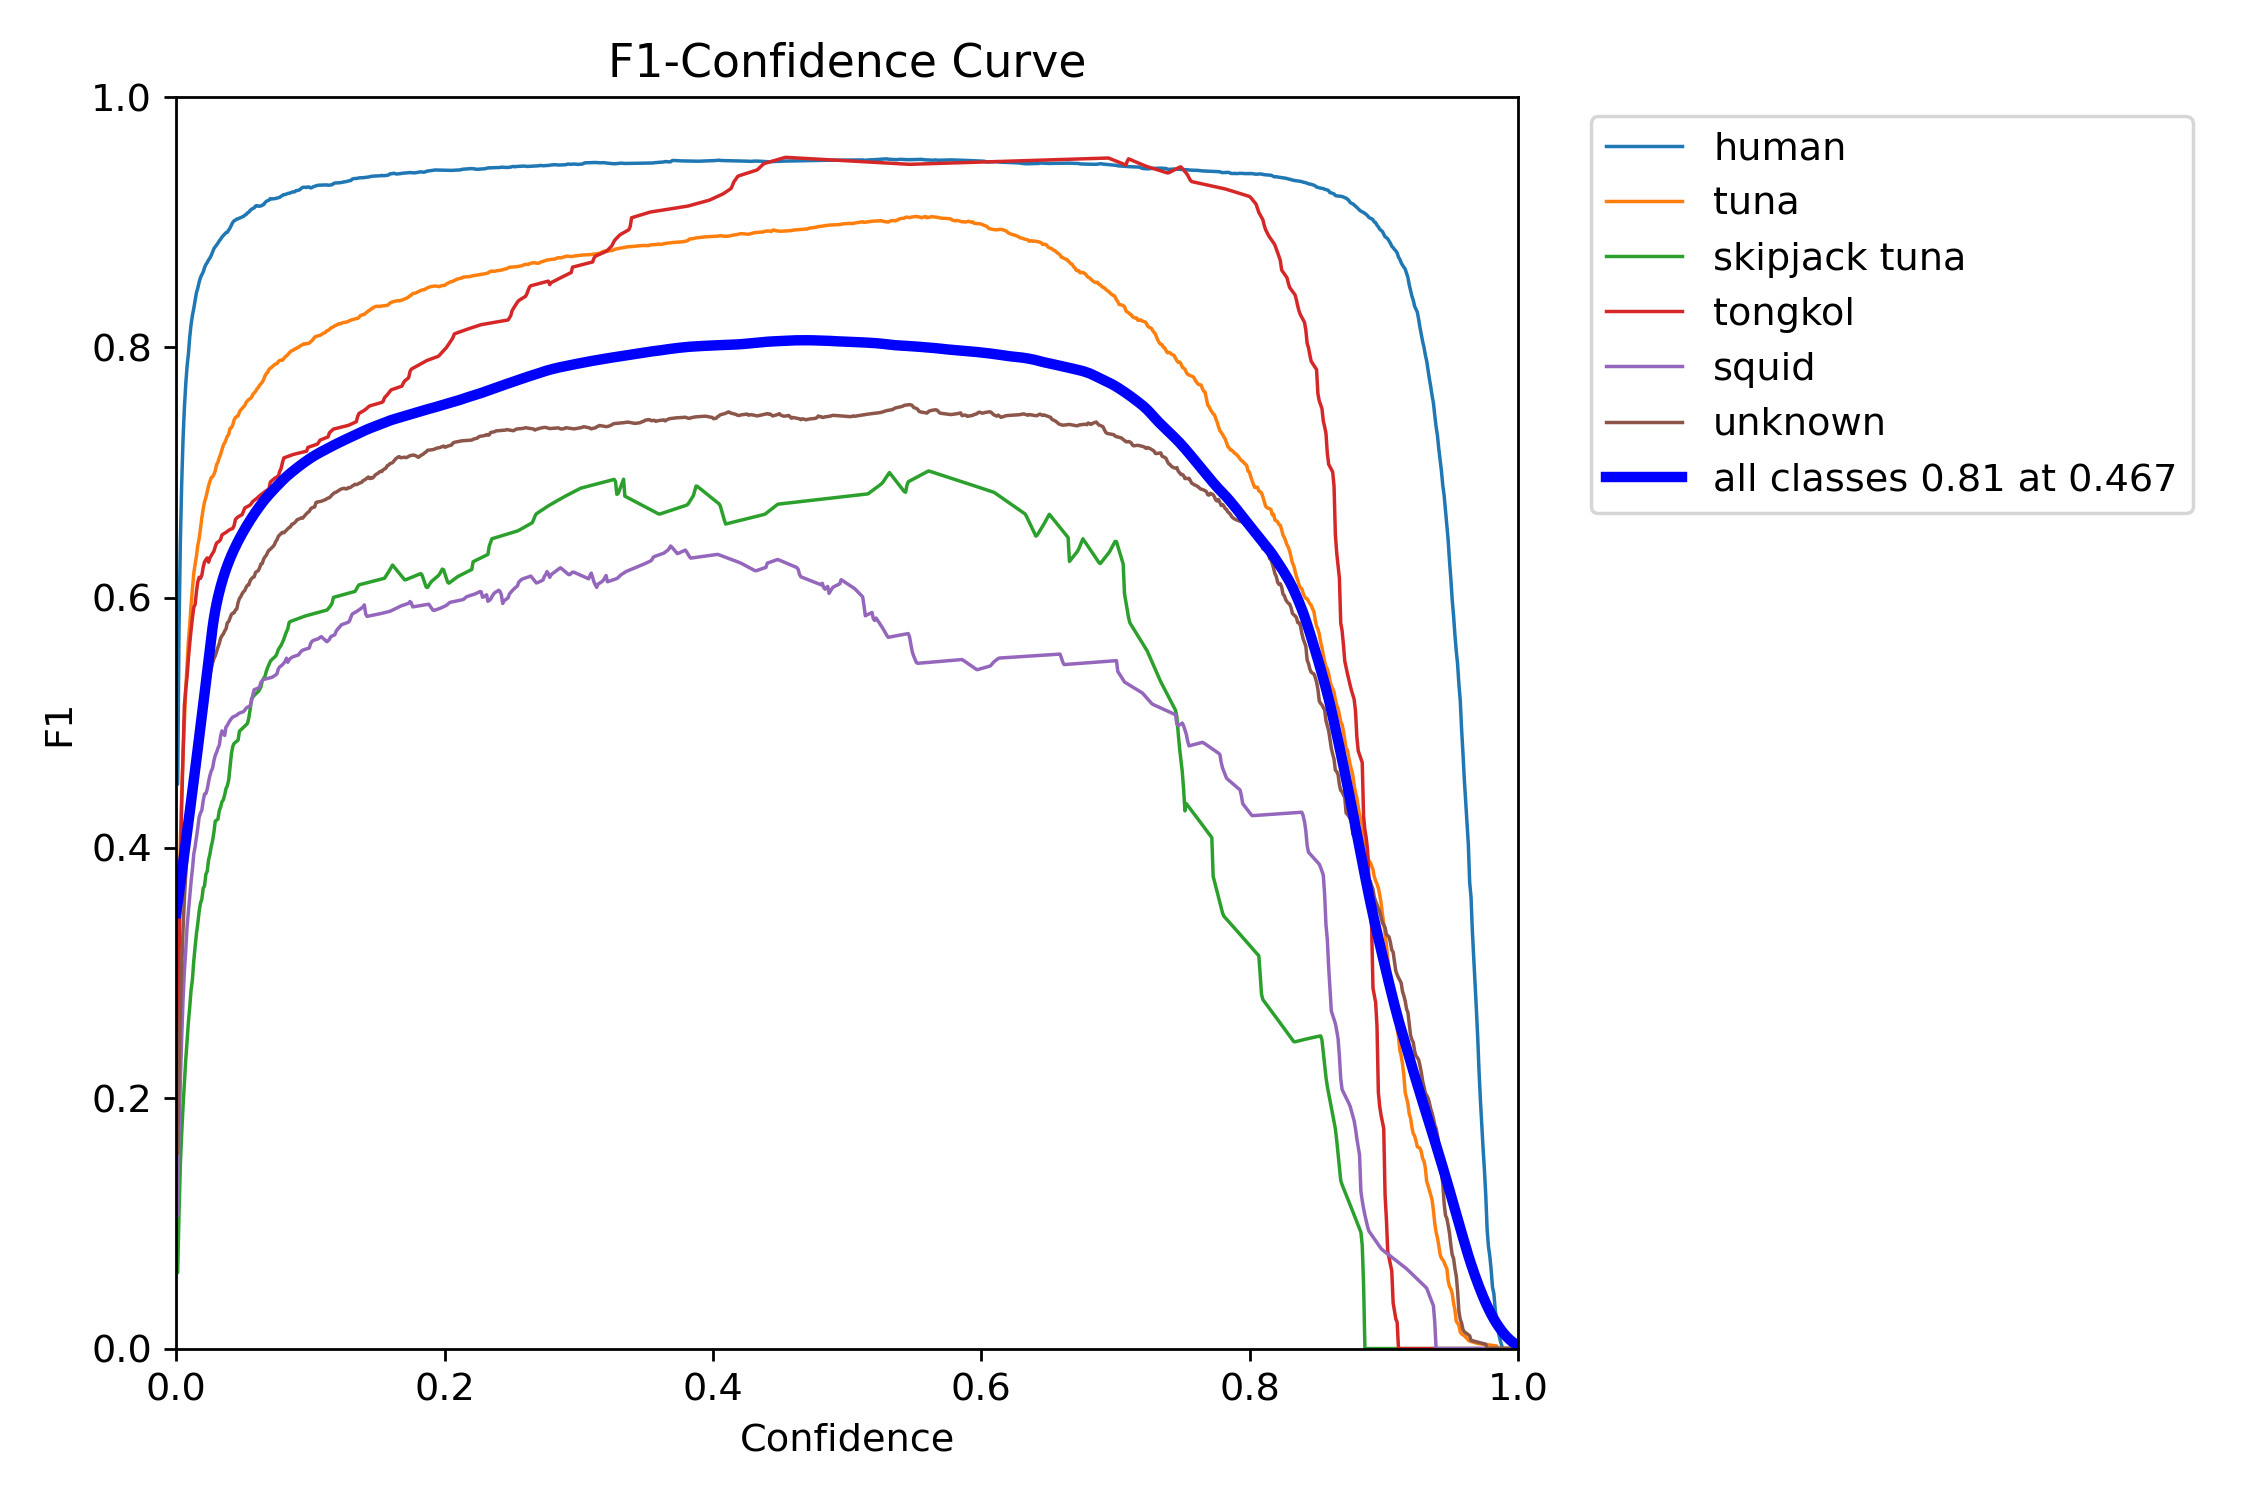 F1-Confidence Curve
1.0
0.8
0.6
0.4
0.2
0.0
F1
0.0 0.2 0.4 0.6 0.8 1.0
Confidence
human
tuna
skipjack tuna
tongkol
squid
unknown
all classes 0.81 at 0.467